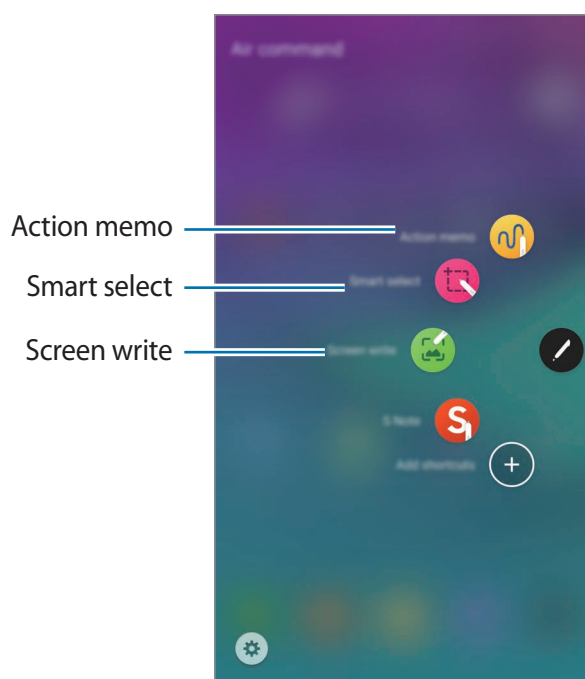 Air command
Action memo
Action memo
Smart select
Smart select
Screen write
Screen write
S Note
S
Add shortcuts